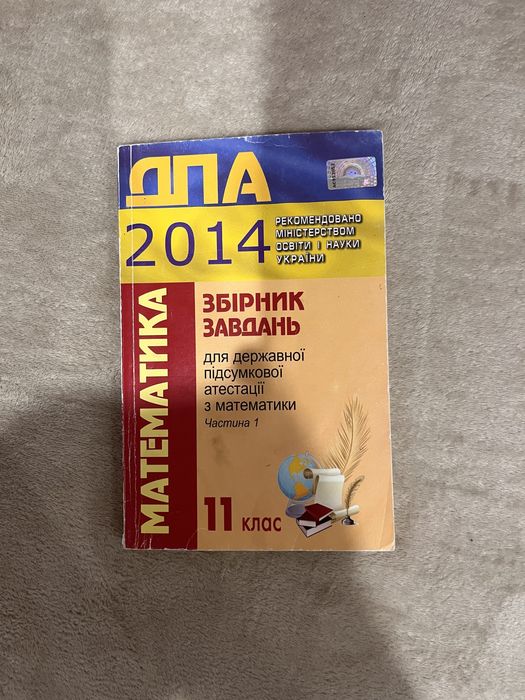 ДПА
2014
РЕКОМЕНДОВАНО
МІНІСТЕРСТВОМ
ОСВІТИ І НАУКИ
УКРАЇНИ
МАТЕМАТИКА
ЗБІРНИК
ЗАВДАНЬ
для державної
підсумкової
атестації
з математики
Частина 1
11 клас